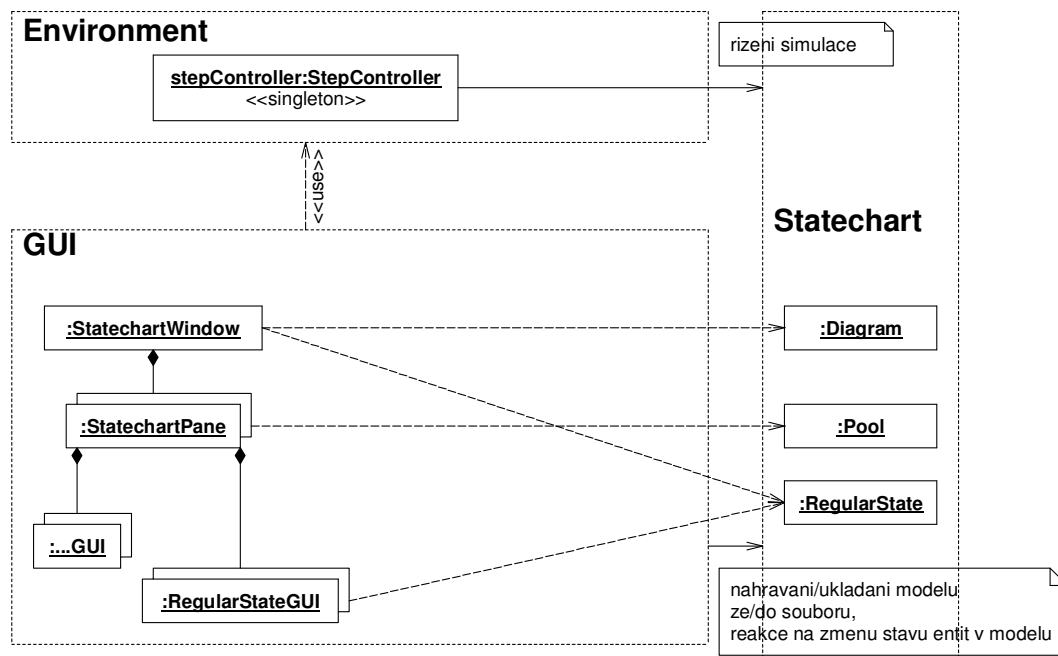 Environment
rizeni simulace
stepController:StepController
<<singleton>>
<<use>>
Statechart
GUI
:StatechartWindow
:Diagram
:StatechartPane
:Pool
:RegularState
:...GUI
:RegularStateGUI
nahravani/ukladani modelu
ze/do souboru,
reakce na zmenu stavu entit v modelu